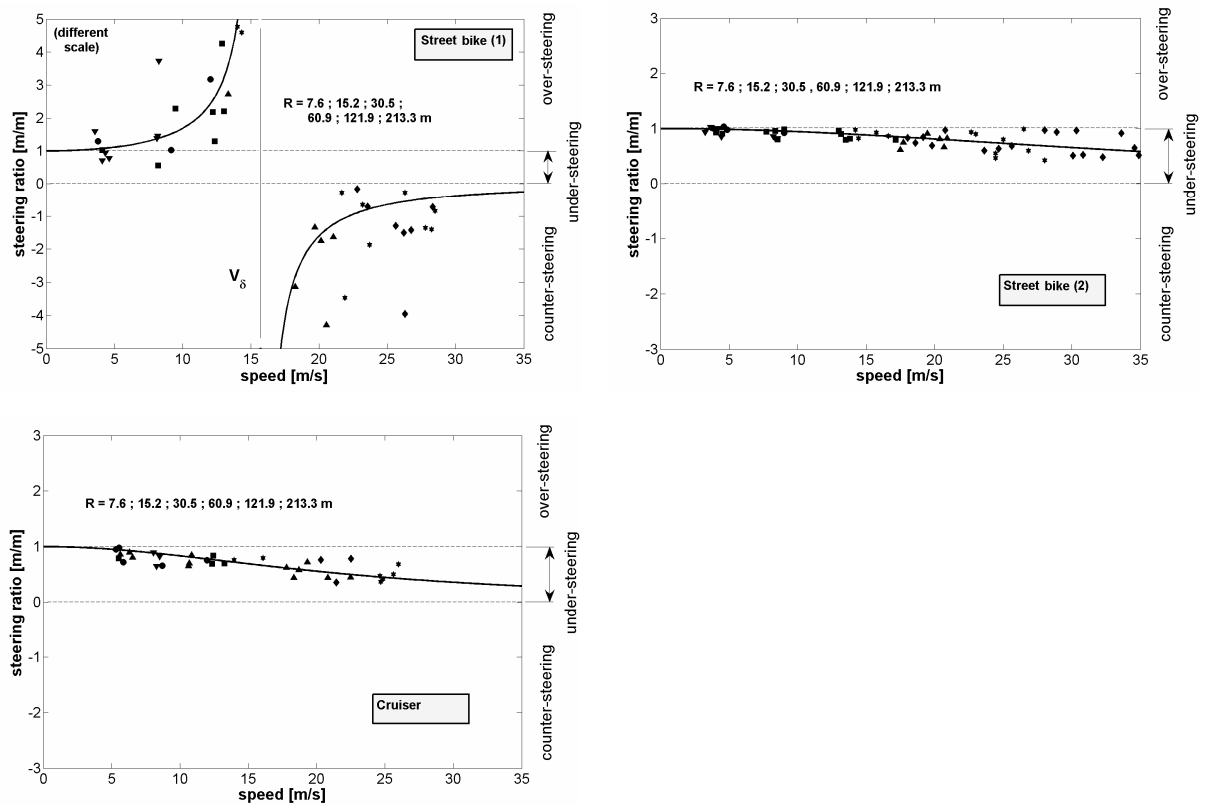 (different
scale)
Street bike (1)
R = 7.6 ; 15.2 ; 30.5 ;
60.9 ; 121.9 ; 213.3 m
Vδ
5
4
3
2
1
0
-1
-2
-3
-4
-5
0 5 10 15 20 25 30 35
speed [m/s]
steering ratio [m/m]
over-steering
under-steering
counter-steering
R = 7.6 ; 15.2 ; 30.5 , 60.9 ; 121.9 ; 213.3 m
Street bike (2)
3
2
1
0
-1
-2
-3
0 5 10 15 20 25 30 35
speed [m/s]
steering ratio [m/m]
over-steering
under-steering
counter-steering
R = 7.6 ; 15.2 ; 30.5 ; 60.9 ; 121.9 ; 213.3 m
Cruiser
3
2
1
0
-1
-2
-3
0 5 10 15 20 25 30 35
speed [m/s]
steering ratio [m/m]
over-steering
under-steering
counter-steering